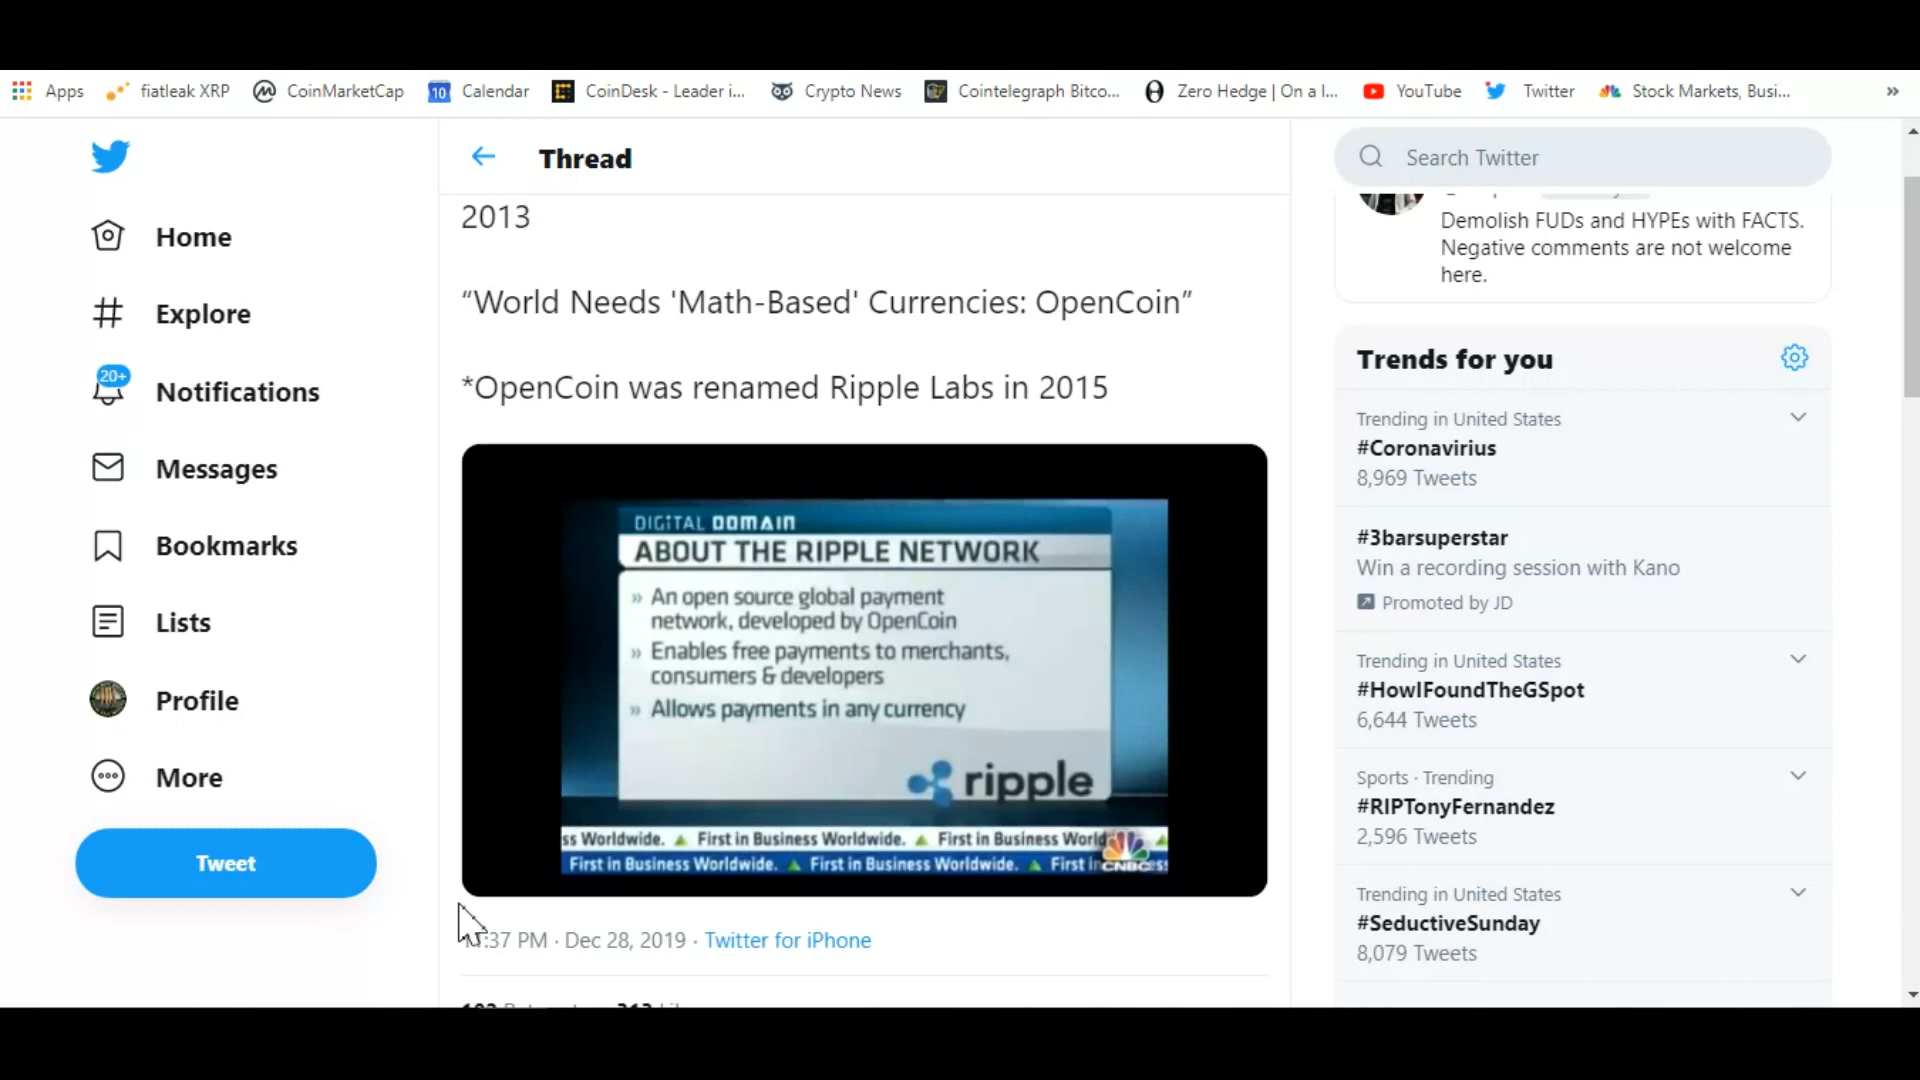 Apps fiatleak XRP CoinMarketCap 10 Calendar CoinDesk - Leader i... Crypto News Cointelegraph Bitco... Zero Hedge | On a l... YouTube Twitter Stock Markets, Busi... »
Thread
Search Twitter
Home
Explore
20+
Notifications
Messages
Bookmarks
Lists
Profile
More
Tweet
2013
“World Needs 'Math-Based' Currencies: OpenCoin”
*OpenCoin was renamed Ripple Labs in 2015
DIGITAL DOMAIN
ABOUT THE RIPPLE NETWORK
» An open source global payment
network, developed by OpenCoin
» Enables free payments to merchants,
consumers & developers
» Allows payments in any currency
ripple
ss Worldwide. ▲ First in Business Worldwide. ▲ First in Business World
First in Business Worldwide. ▲ First in Business Worldwide. ▲ First in
CNBC
:37 PM · Dec 28, 2019 · Twitter for iPhone
Demolish FUDs and HYPEs with FACTS.
Negative comments are not welcome
here.
Trends for you
Trending in United States
#Coronavirius
8,969 Tweets
#3barsuperstar
Win a recording session with Kano
Promoted by JD
Trending in United States
#HowIFoundTheGSpot
6,644 Tweets
Sports · Trending
#RIPTonyFernandez
2,596 Tweets
Trending in United States
#SeductiveSunday
8,079 Tweets